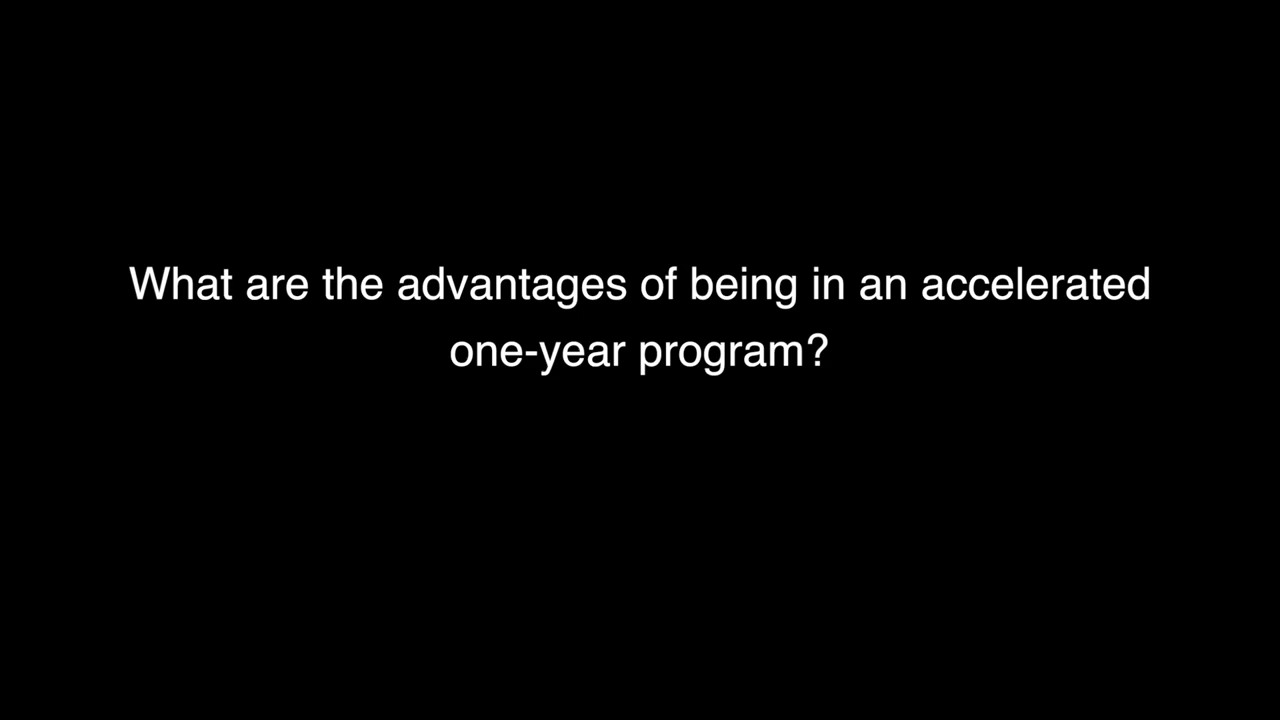 What are the advantages of being in an accelerated
one-year program?